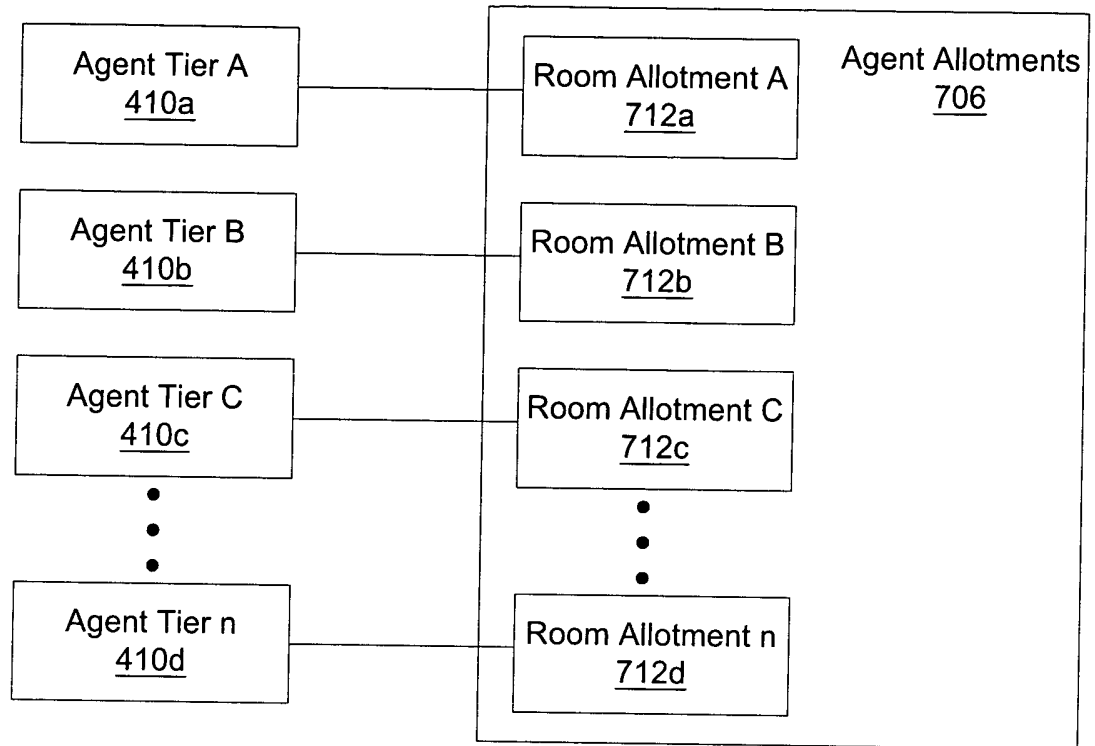 Agent Tier A
410a
Room Allotment A
712a
Agent Allotments
706
Agent Tier B
410b
Room Allotment B
712b
Agent Tier C
410c
Room Allotment C
712c
Agent Tier n
410d
Room Allotment n
712d